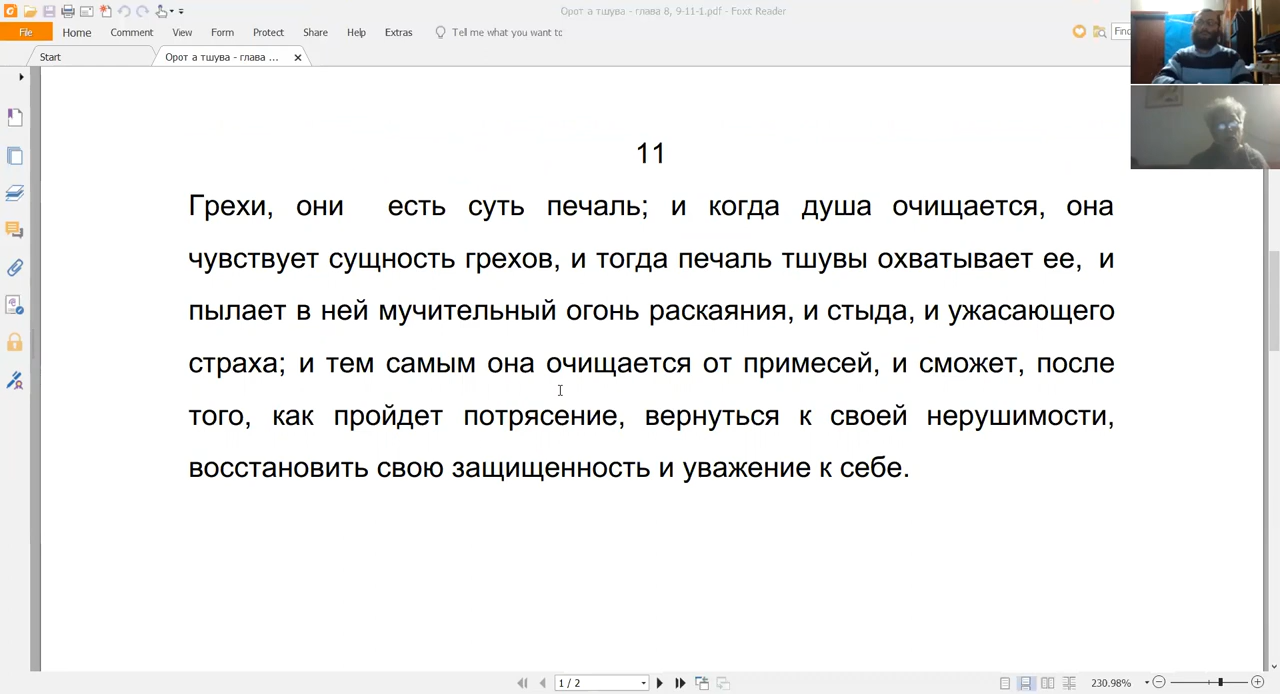 Орот а тшува - глава 8, 9-11-1.pdf - Foxit Reader
File Home Comment View Form Protect Share Help Extras Tell me what you want to Find
Start Орот а тшува - глава ...
11
Грехи, они есть суть печаль; и когда душа очищается, она
чувствует сущность грехов, и тогда печаль тшувы охватывает ее, и
пылает в ней мучительный огонь раскаяния, и стыда, и ужасающего
страха; и тем самым она очищается от примесей, и сможет, после
того, как пройдет потрясение, вернуться к своей нерушимости,
восстановить свою защищенность и уважение к себе.
1 / 2 230.98%